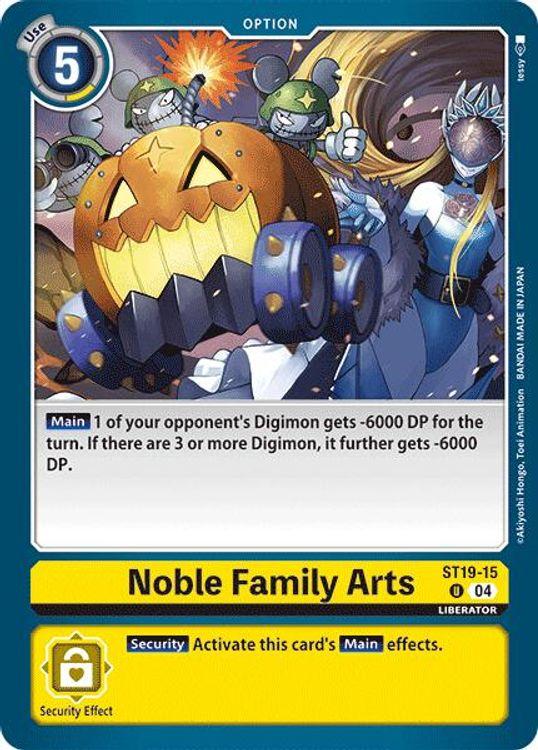 OPTION
Use
5
tessy
Main 1 of your opponent's Digimon gets -6000 DP for the
turn. If there are 3 or more Digimon, it further gets -6000
DP.
©Akiyoshi Hongo, Toei Animation BANDAI MADE IN JAPAN
Noble Family Arts
ST19-15
U 04
LIBERATOR
Security Activate this card's Main effects.
Security Effect